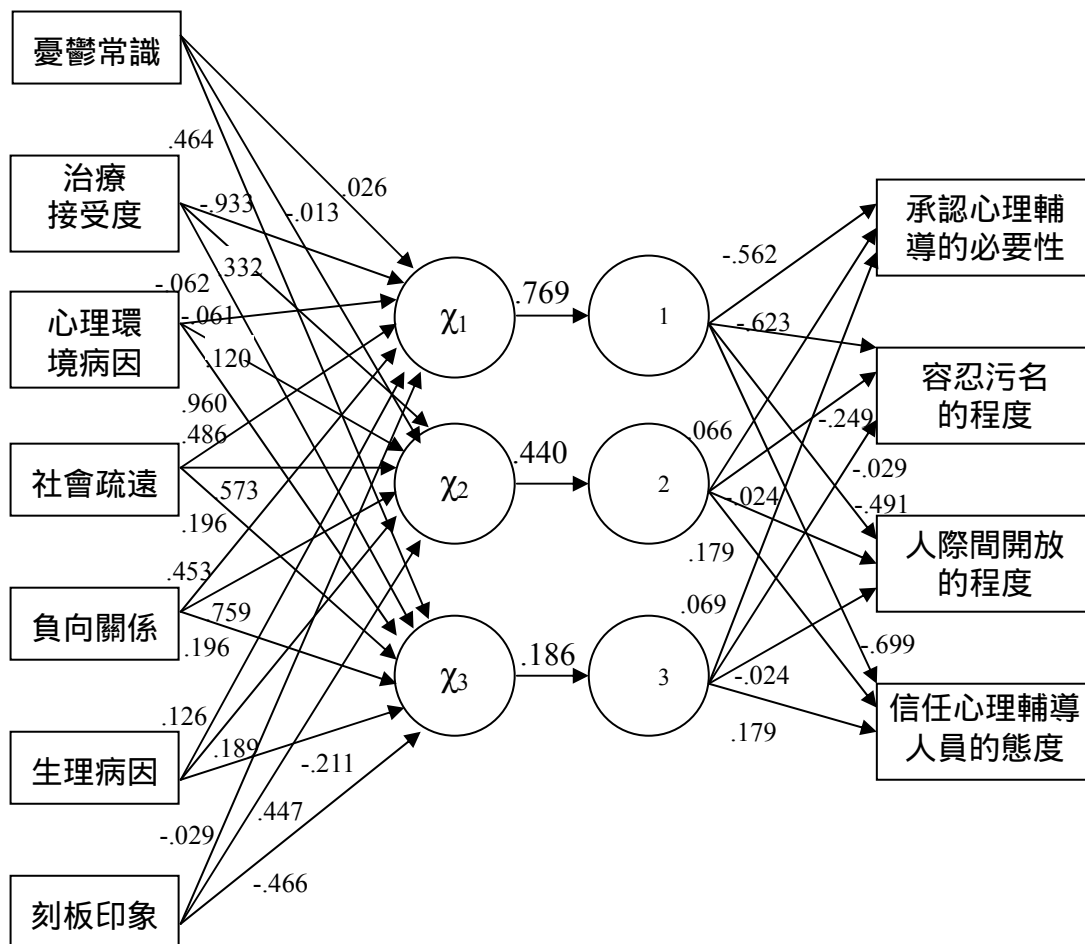 憂鬱常識
治療
接受度
心理環
境病因
社會疏遠
負向關係
生理病因
刻板印象
.464
.026
-.933
-.013
.332
-.062
-.061
.120
.960
.486
.573
.196
.453
.759
.196
.126
.189
-.211
-.029
.447
-.466
χ1
χ2
χ3
.769
.440
.186
1
2
3
-.562
-.623
-.249
.066
-.029
-.024
-.491
.179
.069
-.699
-.024
.179
承認心理輔
導的必要性
容忍污名
的程度
人際間開放
的程度
信任心理輔導
人員的態度